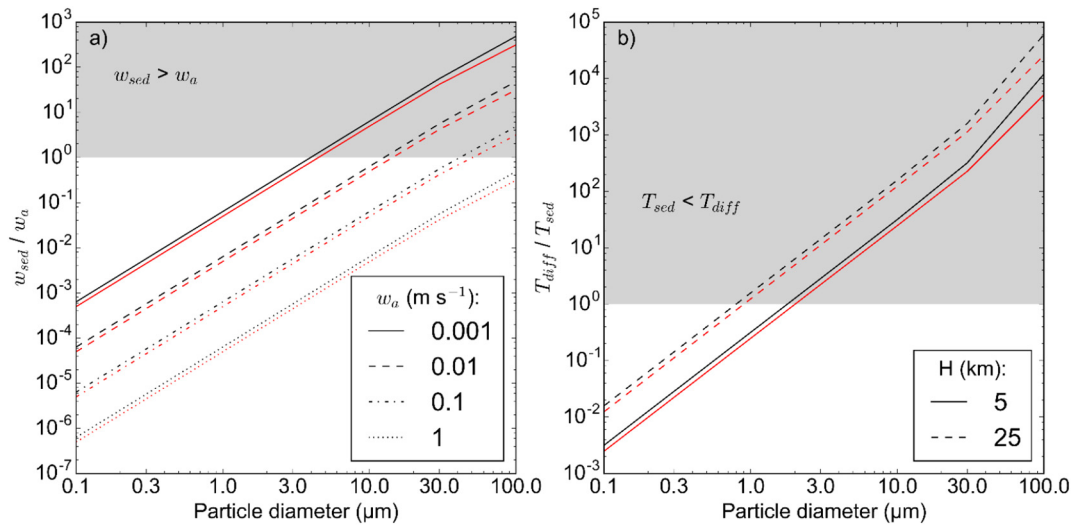 a)
w_sed > w_a
w_sed / w_a
10^3
10^2
10^1
10^0
10^-1
10^-2
10^-3
10^-4
10^-5
10^-6
10^-7
w_a (m s^-1):
0.001
0.01
0.1
1
0.1 0.3 1.0 3.0 10.0 30.0 100.0
Particle diameter (μm)
b)
T_sed < T_diff
T_diff / T_sed
10^5
10^4
10^3
10^2
10^1
10^0
10^-1
10^-2
10^-3
H (km):
5
25
0.1 0.3 1.0 3.0 10.0 30.0 100.0
Particle diameter (μm)